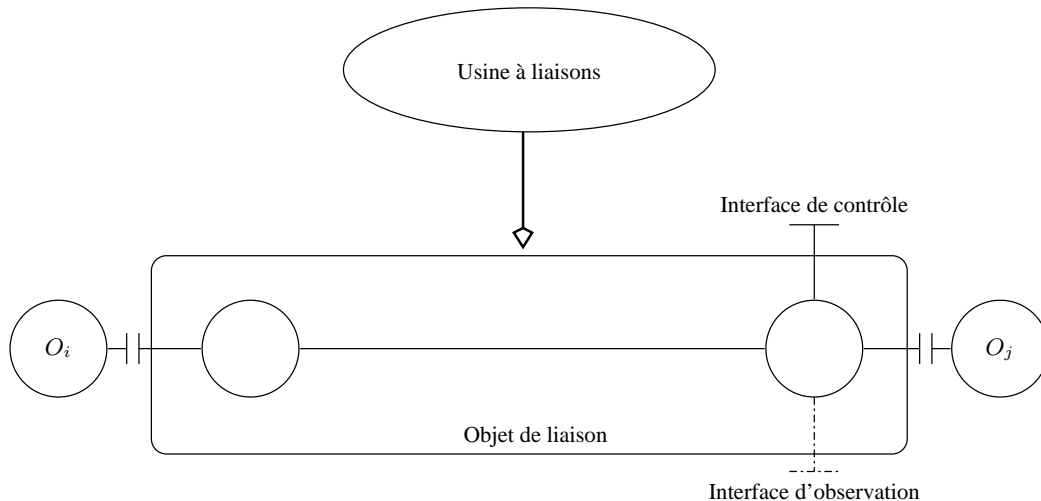 Usine à liaisons
Interface de contrôle
O_i
O_j
Objet de liaison
Interface d'observation